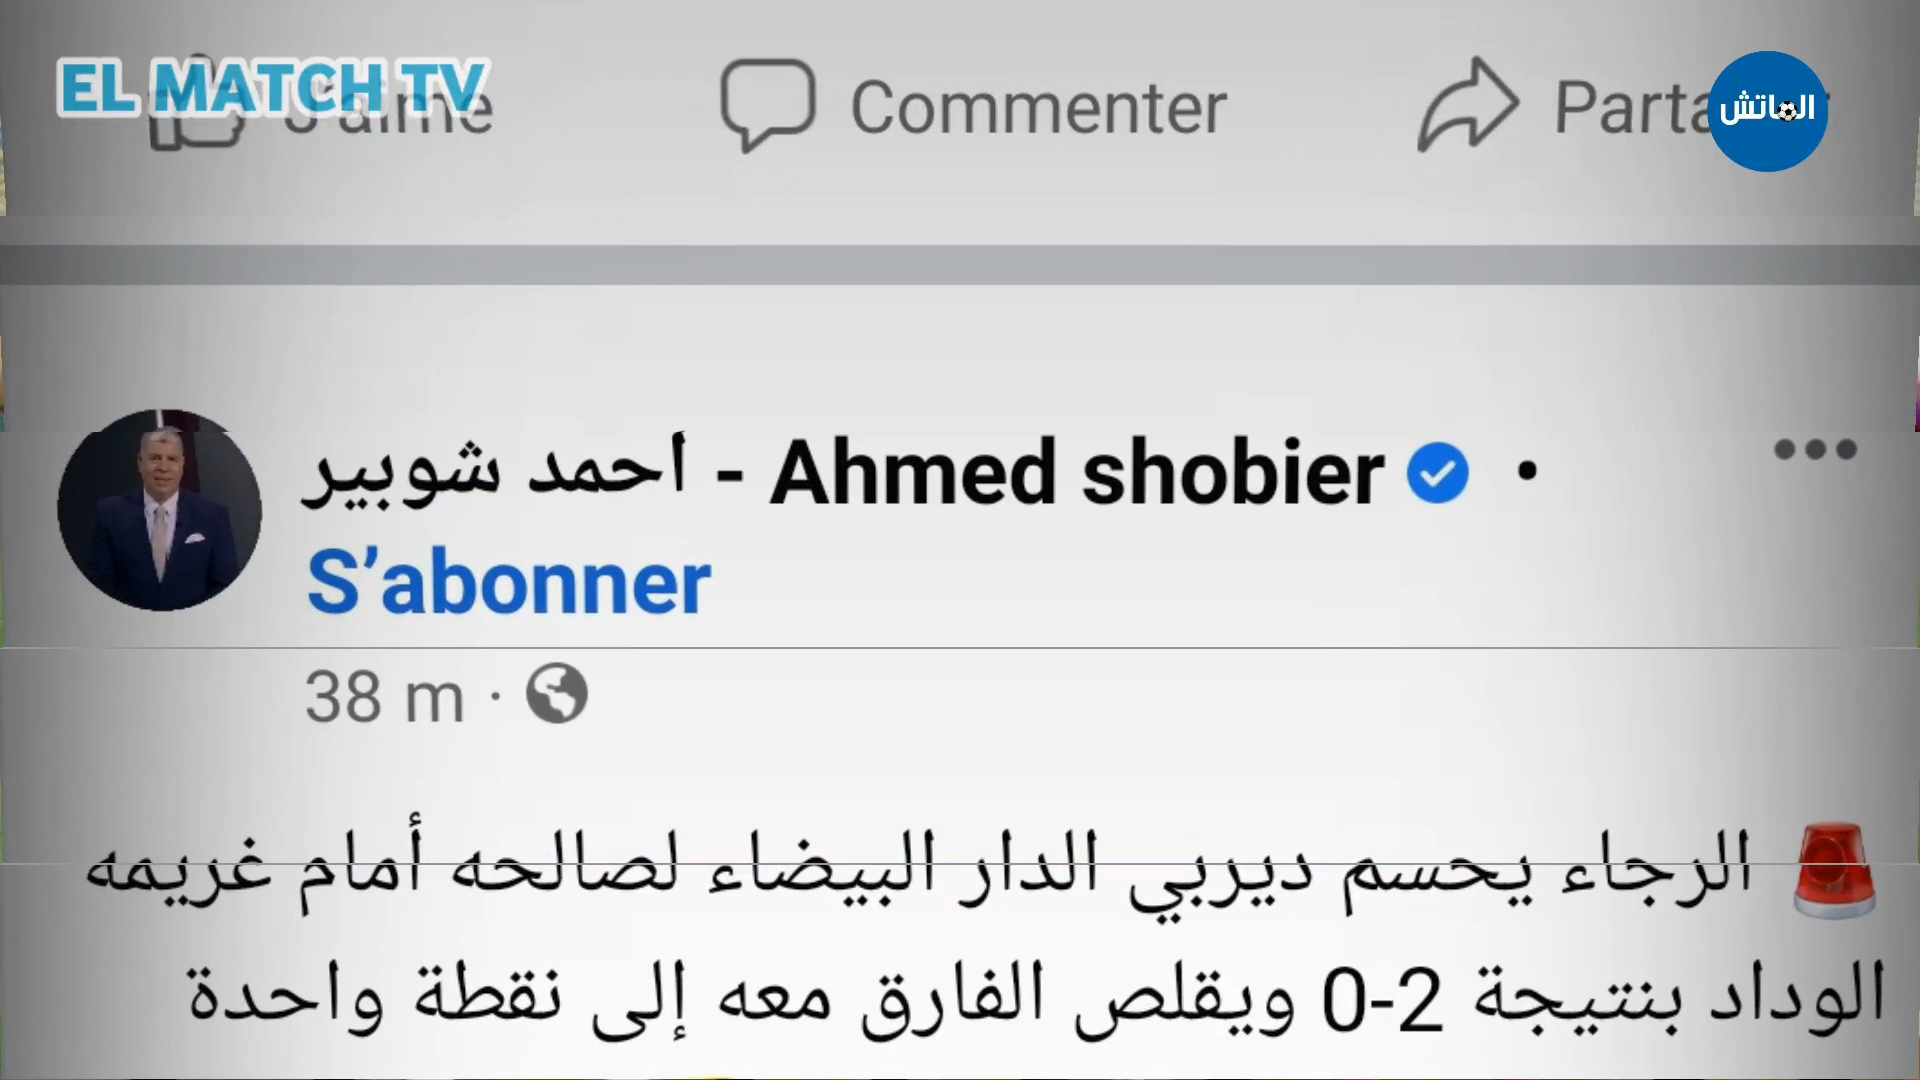 EL MATCH TV
J'aime
Commenter
الماتش
أحمد شوبير - Ahmed shobier
S'abonner
38 m
الرجاء يحسم ديربي الدار البيضاء لصالحه أمام غريمه
الوداد بنتيجة 2-0 ويقلص الفارق معه إلى نقطة واحدة